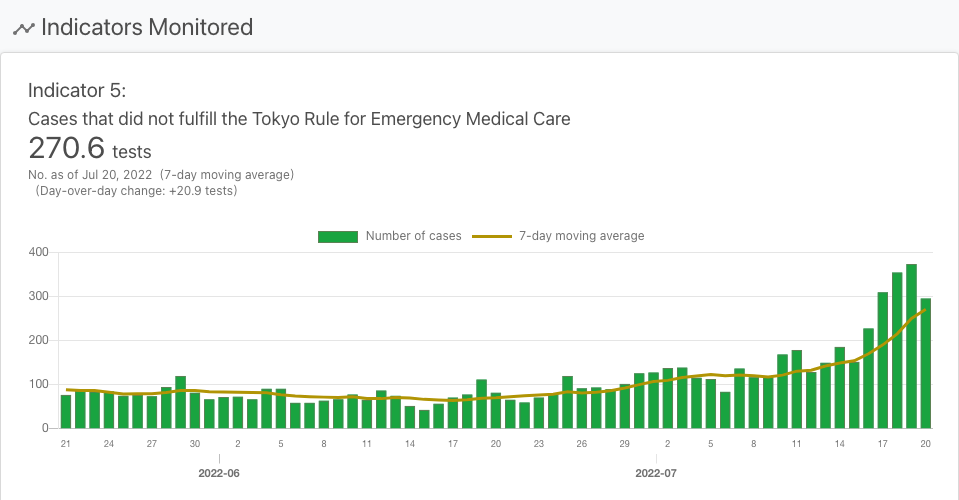 Indicators Monitored
Indicator 5:
Cases that did not fulfill the Tokyo Rule for Emergency Medical Care
270.6 tests
No. as of Jul 20, 2022 (7-day moving average)
(Day-over-day change: +20.9 tests)
Number of cases 7-day moving average
400
300
200
100
0
21 24 27 30 2 5 8 11 14 17 20 23 26 29 2 5 8 11 14 17 20
2022-06 2022-07